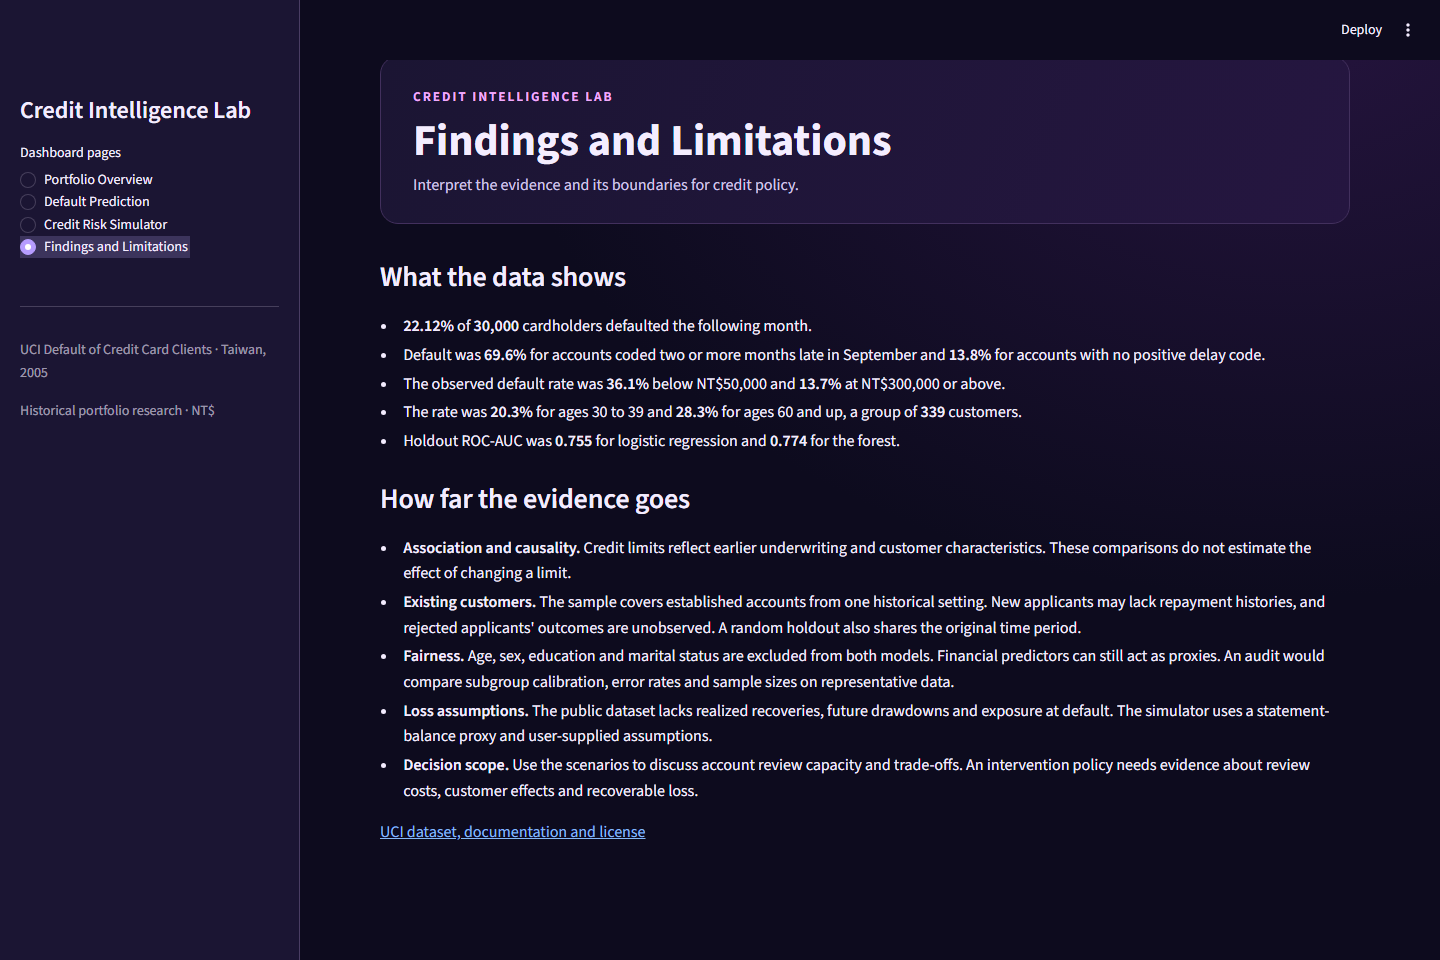 Deploy
Credit Intelligence Lab
Dashboard pages
Portfolio Overview
Default Prediction
Credit Risk Simulator
Findings and Limitations
UCI Default of Credit Card Clients · Taiwan,
2005
Historical portfolio research · NT$
CREDIT INTELLIGENCE LAB
Findings and Limitations
Interpret the evidence and its boundaries for credit policy.
What the data shows
• 22.12% of 30,000 cardholders defaulted the following month.
• Default was 69.6% for accounts coded two or more months late in September and 13.8% for accounts with no positive delay code.
• The observed default rate was 36.1% below NT$50,000 and 13.7% at NT$300,000 or above.
• The rate was 20.3% for ages 30 to 39 and 28.3% for ages 60 and up, a group of 339 customers.
• Holdout ROC-AUC was 0.755 for logistic regression and 0.774 for the forest.
How far the evidence goes
• Association and causality. Credit limits reflect earlier underwriting and customer characteristics. These comparisons do not estimate the
effect of changing a limit.
• Existing customers. The sample covers established accounts from one historical setting. New applicants may lack repayment histories, and
rejected applicants' outcomes are unobserved. A random holdout also shares the original time period.
• Fairness. Age, sex, education and marital status are excluded from both models. Financial predictors can still act as proxies. An audit would
compare subgroup calibration, error rates and sample sizes on representative data.
• Loss assumptions. The public dataset lacks realized recoveries, future drawdowns and exposure at default. The simulator uses a statement-
balance proxy and user-supplied assumptions.
• Decision scope. Use the scenarios to discuss account review capacity and trade-offs. An intervention policy needs evidence about review
costs, customer effects and recoverable loss.
UCI dataset, documentation and license